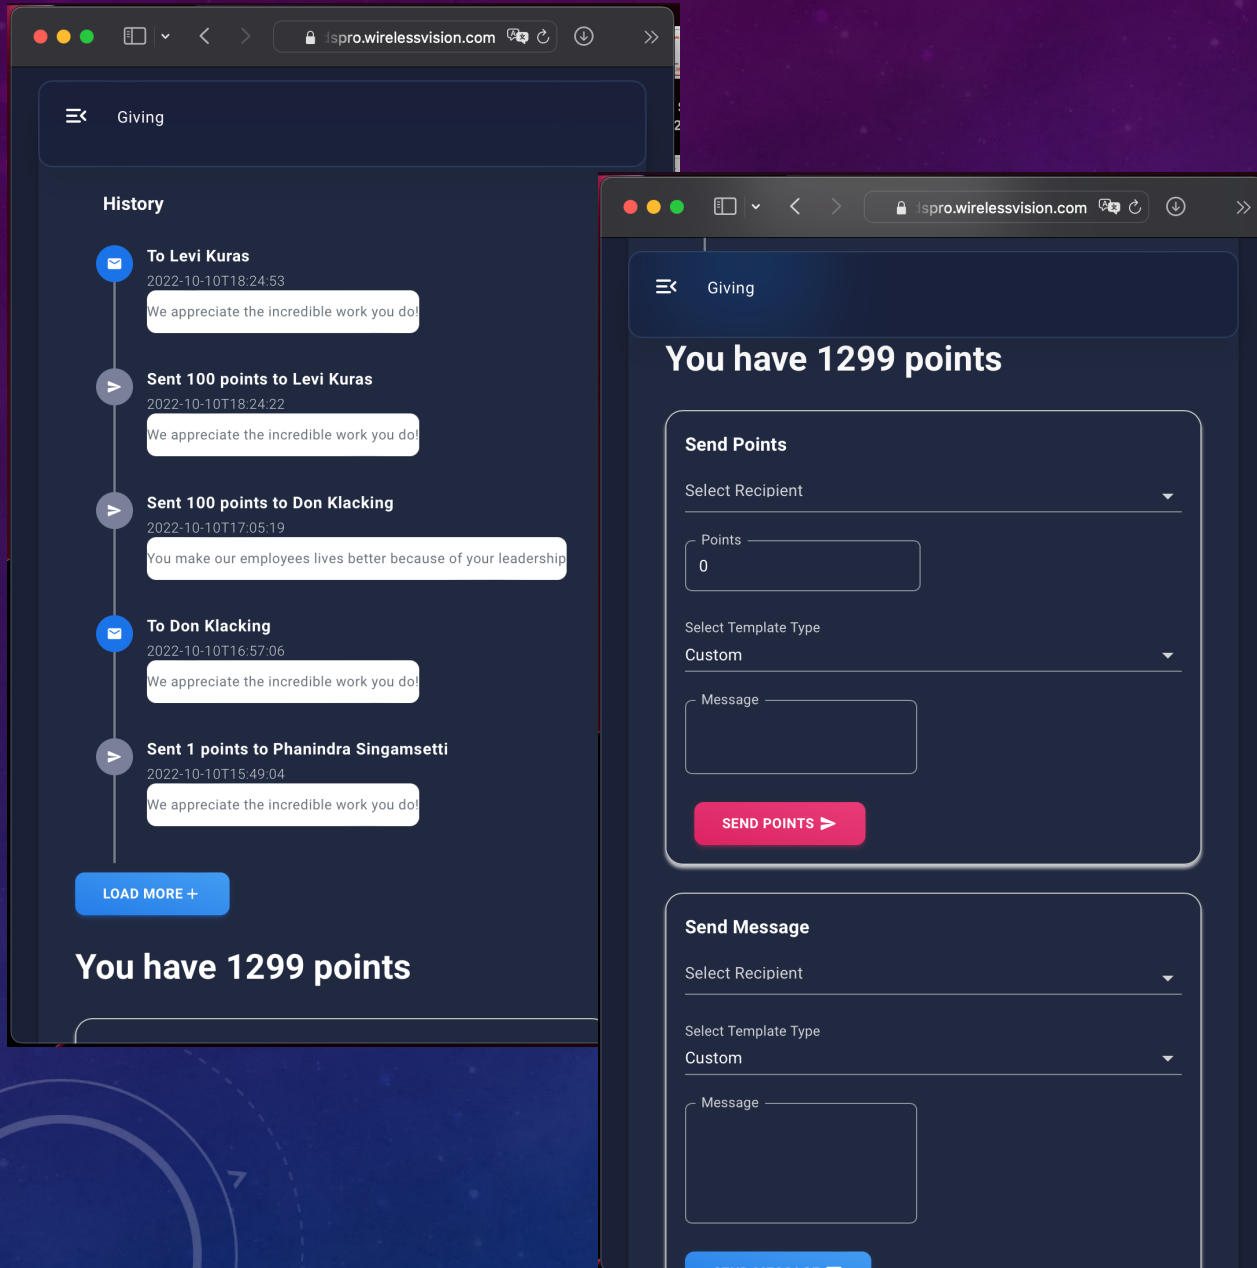 spro.wirelessvision.com
Giving
History
To Levi Kuras
2022-10-10T18:24:53
We appreciate the incredible work you do!
Sent 100 points to Levi Kuras
2022-10-10T18:24:22
We appreciate the incredible work you do!
Sent 100 points to Don Klacking
2022-10-10T17:05:19
You make our employees lives better because of your leadership
To Don Klacking
2022-10-10T16:57:06
We appreciate the incredible work you do!
Sent 1 points to Phanindra Singamsetti
2022-10-10T15:49:04
We appreciate the incredible work you do!
LOAD MORE +
You have 1299 points
spro.wirelessvision.com
Giving
You have 1299 points
Send Points
Select Recipient
Points
0
Select Template Type
Custom
Message
SEND POINTS
Send Message
Select Recipient
Select Template Type
Custom
Message